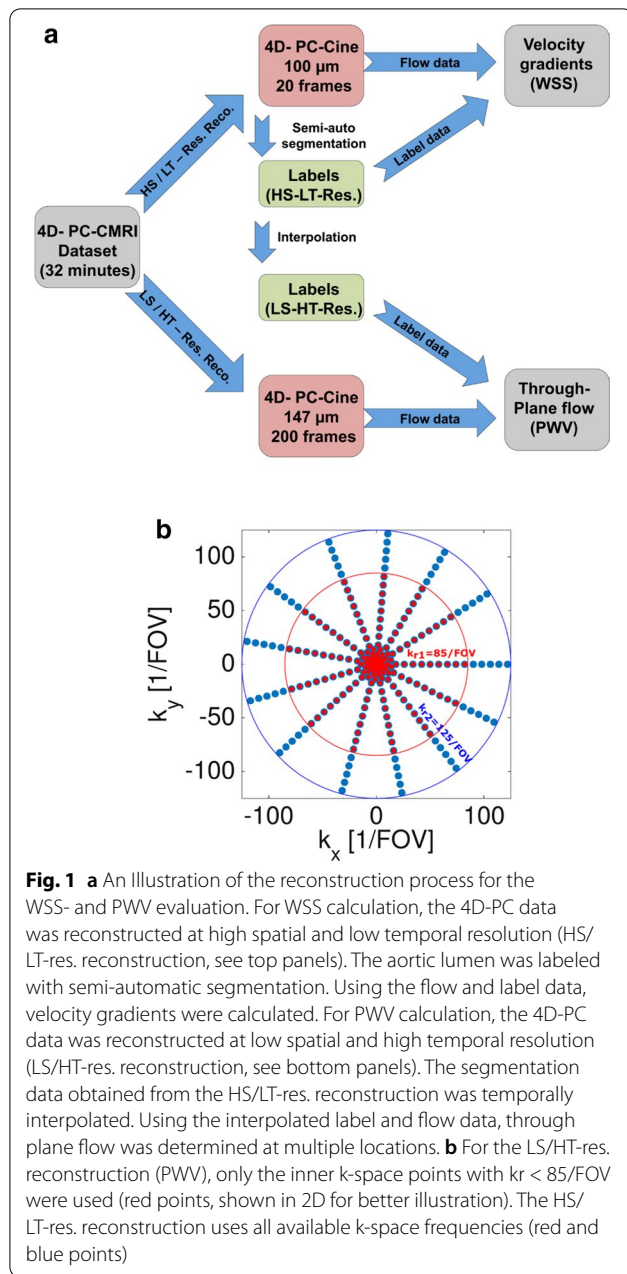 a
4D- PC-Cine
100 µm
20 frames
Flow data
Velocity
gradients
(WSS)
HS / LT – Res. Reco.
Semi-auto
segmentation
Label data
Labels
(HS-LT-Res.)
4D- PC-CMRI
Dataset
(32 minutes)
Interpolation
Labels
(LS-HT-Res.)
LS / HT – Res. Reco.
Label data
4D- PC-Cine
147 µm
200 frames
Flow data
Through-
Plane flow
(PWV)
b
100
50
0
-50
-100
k_y [1/FOV]
k_r1=85/FOV
k_r2=125/FOV
-100 0 100
k_x [1/FOV]
Fig. 1 a An Illustration of the reconstruction process for the
WSS- and PWV evaluation. For WSS calculation, the 4D-PC data
was reconstructed at high spatial and low temporal resolution (HS/
LT-res. reconstruction, see top panels). The aortic lumen was labeled
with semi-automatic segmentation. Using the flow and label data,
velocity gradients were calculated. For PWV calculation, the 4D-PC
data was reconstructed at low spatial and high temporal resolution
(LS/HT-res. reconstruction, see bottom panels). The segmentation
data obtained from the HS/LT-res. reconstruction was temporally
interpolated. Using the interpolated label and flow data, through
plane flow was determined at multiple locations. b For the LS/HT-res.
reconstruction (PWV), only the inner k-space points with kr < 85/FOV
were used (red points, shown in 2D for better illustration). The HS/
LT-res. reconstruction uses all available k-space frequencies (red and
blue points)